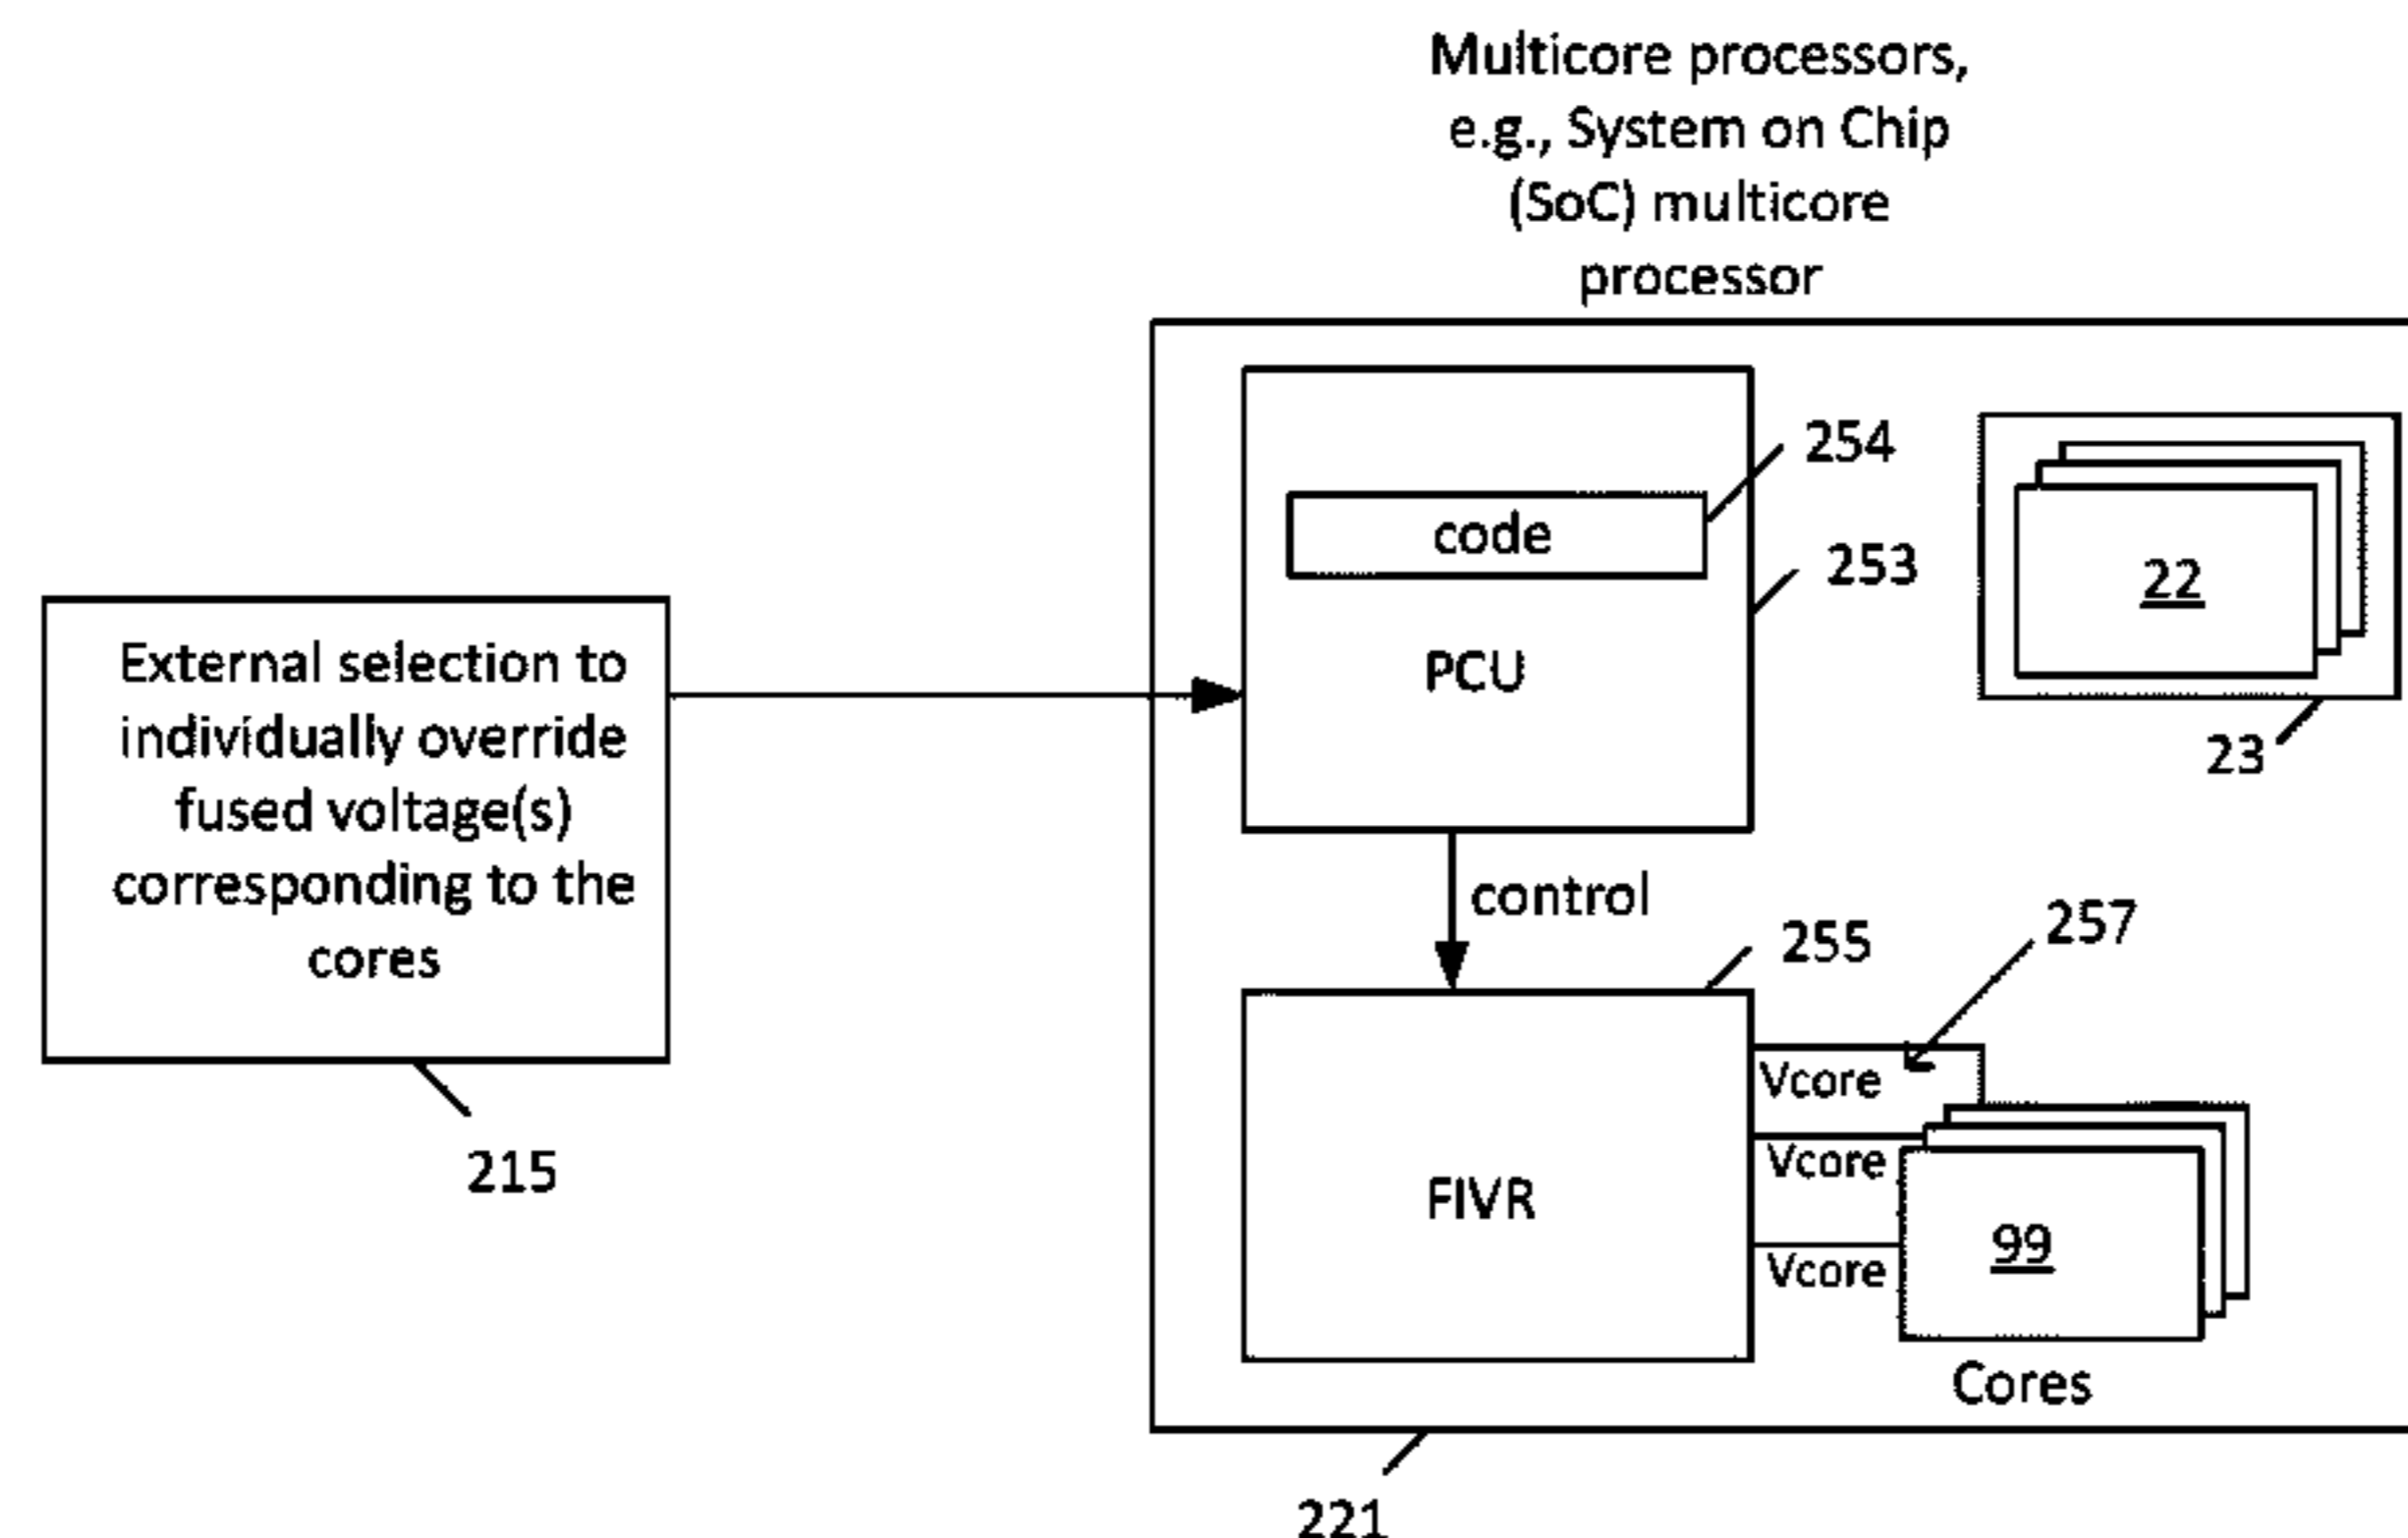 Multicore processors,
e.g., System on Chip
(SoC) multicore
processor
254
code
253
22
PCU
23
External selection to
individually override
fused voltage(s)
corresponding to the
cores
215
control
257
255
Vcore
Vcore
FIVR
99
Vcore
Cores
221